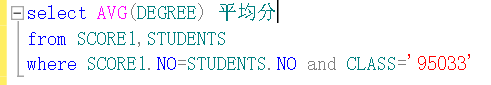 select AVG(DEGREE) 平均分
from SCORE1,STUDENTS
where SCORE1.NO=STUDENTS.NO and CLASS='95033'